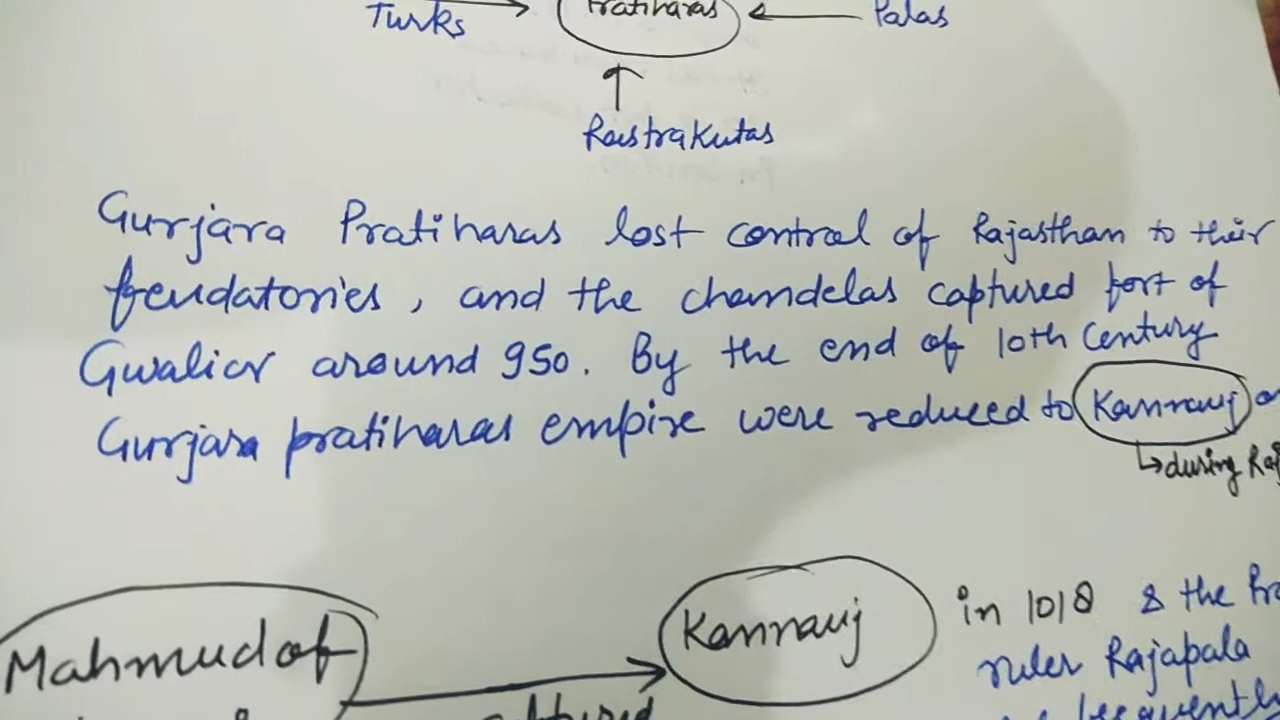 Turks → Pratiharas ← Palas
↑
Rastrakutas
Gurjara Pratiharas lost control of Rajasthan to their
feudatories, and the chandelas captured fort of
Gwalior around 950. By the end of 10th Century
Gurjara pratiharas empire were reduced to Kannauj
↳ during
Mahmud of → Kannauj in 1018 & the
ruler Rajapala